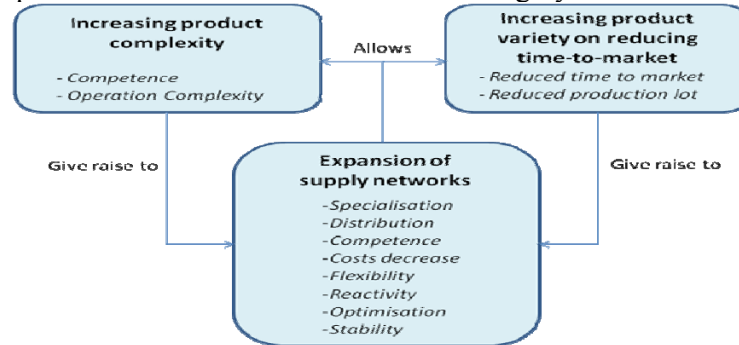 Increasing product
complexity
- Competence
- Operation Complexity
Allows
Increasing product
variety on reducing
time-to-market
- Reduced time to market
- Reduced production lot
Give raise to
Give raise to
Expansion of
supply networks
-Specialisation
-Distribution
-Competence
-Costs decrease
-Flexibility
-Reactivity
-Optimisation
-Stability